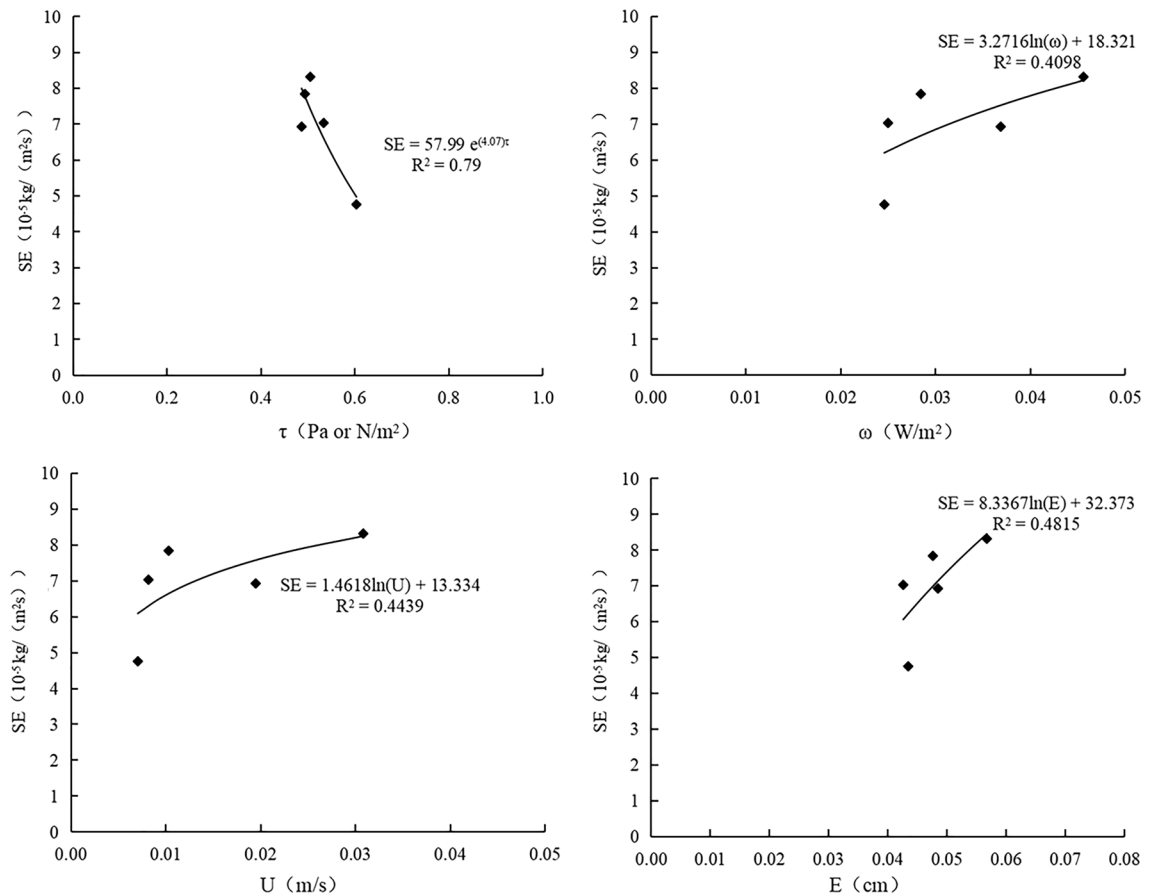 10
9
8
7
6
5
4
3
2
1
0
SE（10⁻⁵kg/（m²s））
SE = 57.99 e⁽⁴·⁰⁷⁾ᵗ
R² = 0.79
0.0 0.2 0.4 0.6 0.8 1.0
τ（Pa or N/m²）
10
9
8
7
6
5
4
3
2
1
0
SE（10⁻⁵kg/（m²s））
SE = 3.2716ln(ω) + 18.321
R² = 0.4098
0.00 0.01 0.02 0.03 0.04 0.05
ω（W/m²）
10
9
8
7
6
5
4
3
2
1
0
SE（10⁻⁵kg/（m²s））
SE = 1.4618ln(U) + 13.334
R² = 0.4439
0.00 0.01 0.02 0.03 0.04 0.05
U（m/s）
10
9
8
7
6
5
4
3
2
1
0
SE（10⁻⁵kg/（m²s））
SE = 8.3367ln(E) + 32.373
R² = 0.4815
0.00 0.01 0.02 0.03 0.04 0.05 0.06 0.07 0.08
E（cm）